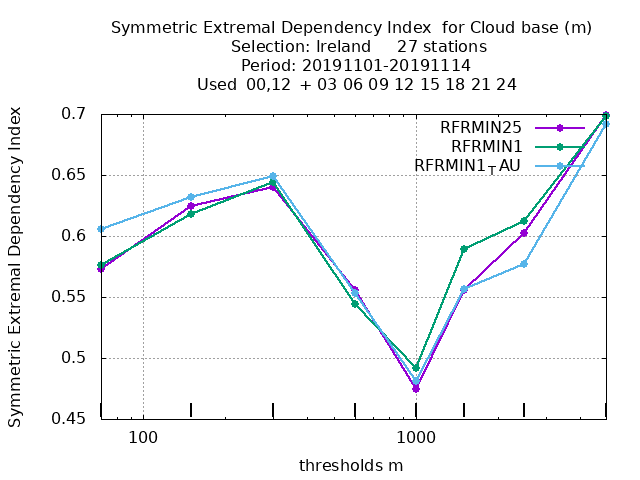 Symmetric Extremal Dependency Index  for Cloud base (m)
Selection: Ireland     27 stations
Period: 20191101-20191114
Used  00,12  + 03 06 09 12 15 18 21 24
Symmetric Extremal Dependency Index
0.7
0.65
0.6
0.55
0.5
0.45
RFRMIN25
RFRMIN1
RFRMIN1TAU
100
1000
thresholds m